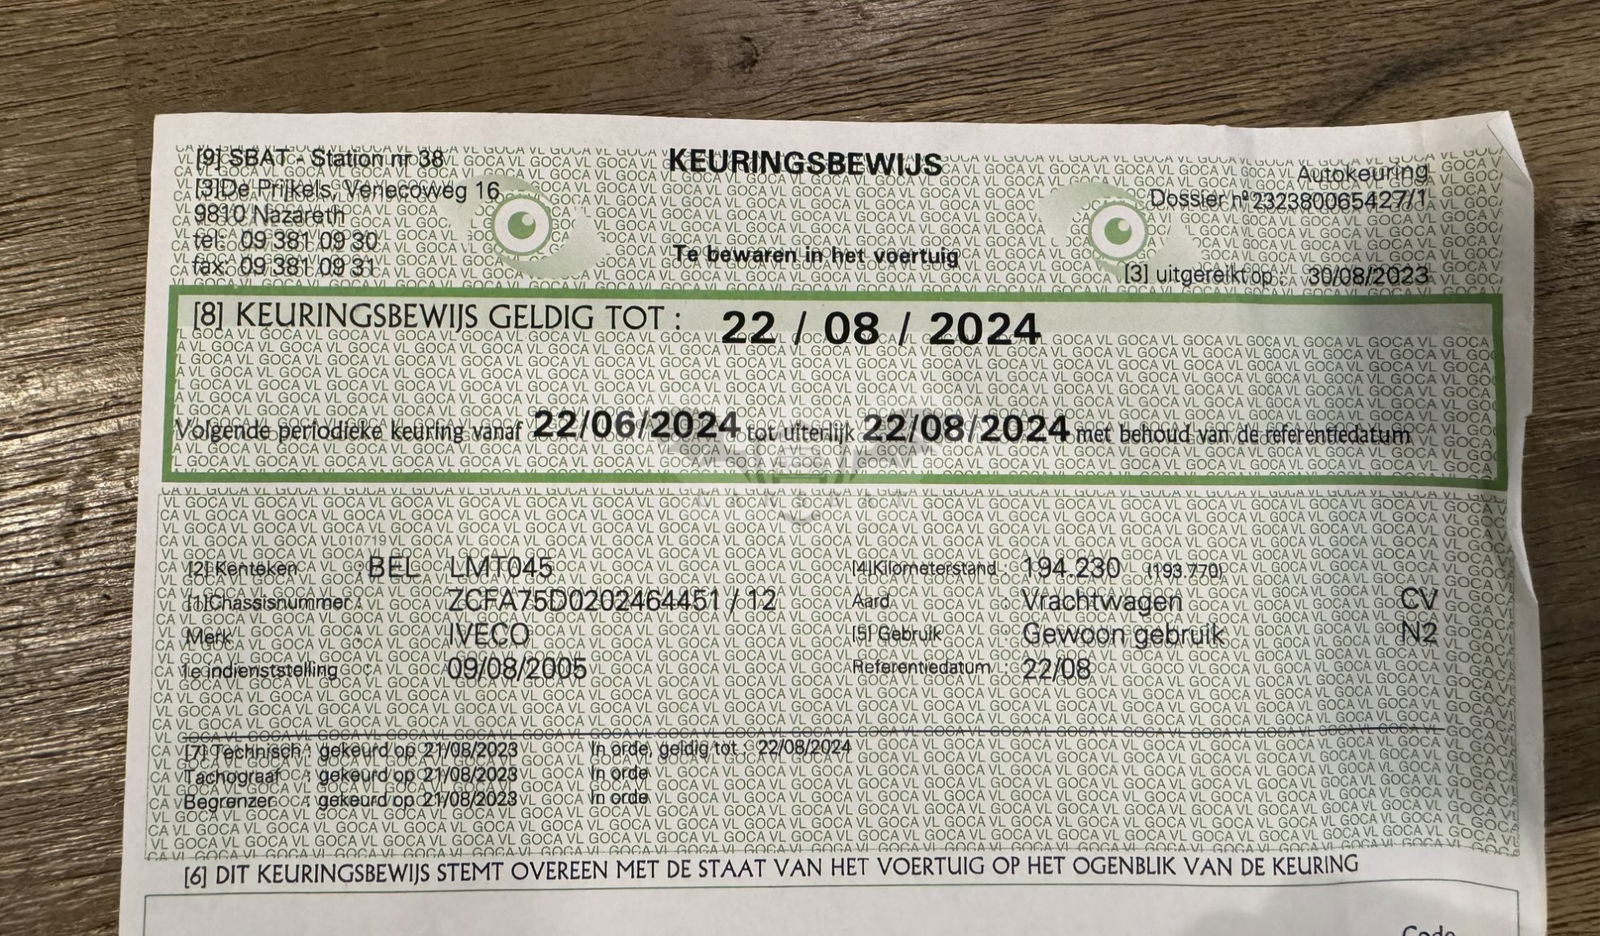 [9] SBAT - Station nr 38
[3]De Prijkels, Venecoweg 16
9810 Nazareth
tel: 09 381 09 30
fax: 09 381 09 31
KEURINGSBEWIJS
Te bewaren in het voertuig
Autokeuring
Dossier nº 232380065427/1
[3] uitgereikt op : 30/08/2023
[8] KEURINGSBEWIJS GELDIG TOT : 22 / 08 / 2024
Volgende periodieke keuring vanaf 22/06/2024 tot uiterlijk 22/08/2024 met behoud van de referentiedatum
[2] Kenteken : BEL LMT045
[1]Chassisnummer : ZCFA75D0202464451 / 12
Merk : IVECO
1e indienststelling : 09/08/2005
[4]Kilometerstand : 194.230 (193.770)
Aard : Vrachtwagen CV
[5] Gebruik : Gewoon gebruik N2
Referentiedatum : 22/08
[7] Technisch : gekeurd op 21/08/2023 In orde, geldig tot : 22/08/2024
Tachograaf : gekeurd op 21/08/2023 In orde
Begrenzer : gekeurd op 21/08/2023 In orde
[6] DIT KEURINGSBEWIJS STEMT OVEREEN MET DE STAAT VAN HET VOERTUIG OP HET OGENBLIK VAN DE KEURING
Code